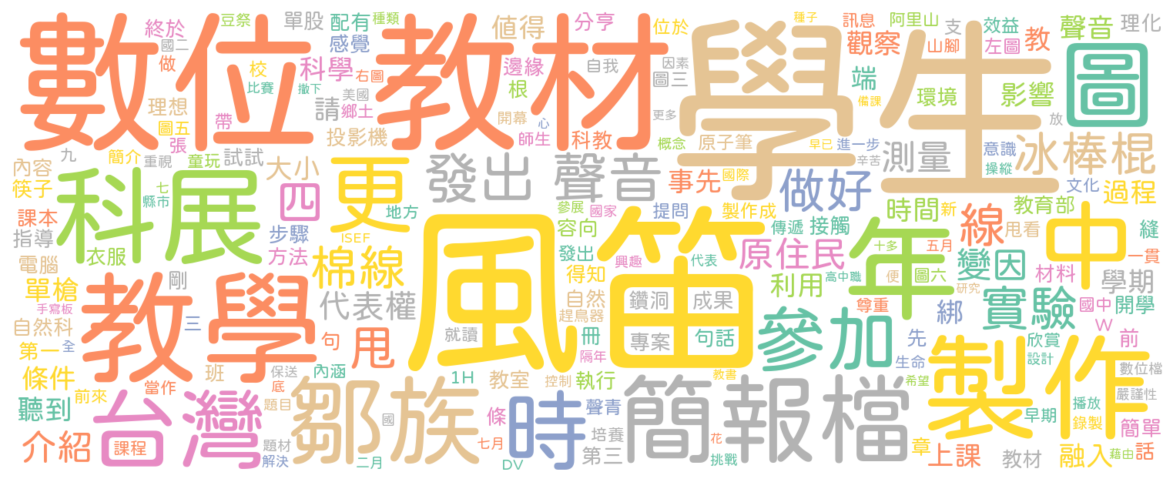 數位
教材
學生
圖
科展
更
發出
聲音
四
做好
測量
冰棒棍
風笛
年
中
教學
棉線
甩
參加
實驗
線
變因
製作
台灣
鄒族
時
簡報檔
原住民
代表權
利用
時間
介紹
條件
聽到
單槍
電腦
自然科
第一
全
手寫板
指導
課本
筷子
內容
九
簡介
重視
童玩
試試
大小
衣服
步驟
方法
地方
ISEF
縣市
七
剛
三
句
班
當作
前來
保送
底
題目
題材
解決
課程
二月
國
內涵
就讀
1H
教室
控制
執行
條
七月
DV
聲青
培養
第三
花
挑戰
教書
隔年
冊
句話
專案
成果
鑽洞
趕鳥器
自然
得知
發出
興趣
代表
容向
參展
國家
提問
製作成
傳遞
接觸
事先
國際
辛苦
早已
進一步
原子筆
概念
備課
環境
端
觀察
訊息
阿里山
山腳
支
左圖
效益
教
影響
聲音
理化
意識
操縱
文化
過程
教育部
甩看
新
縫
一貫
五月
十多
便
圖六
高中職
尊重
研究
材料
學期
國中
開學
W
前
綁
先
生命
希望
欣賞
設計
數位檔
嚴謹性
早期
播放
錄製
簡單
章
上課
教材
融入
藉由
話
終於
國二
做
豆祭
單股
配有
種類
感覺
值得
分享
位於
種子
校
科學
右圖
比賽
撤下
美國
鄉土
請
理想
圖五
張
帶
投影機
邊緣
根
自我
因素
圖三
開幕
心
師生
科教
更多
放